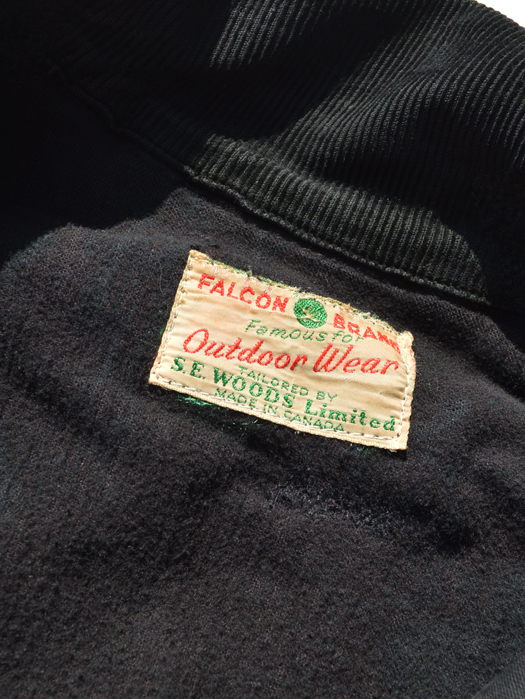 FALCON BRAND
Famous for
Outdoor Wear
TAILORED BY
S.E. WOODS Limited
MADE IN CANADA